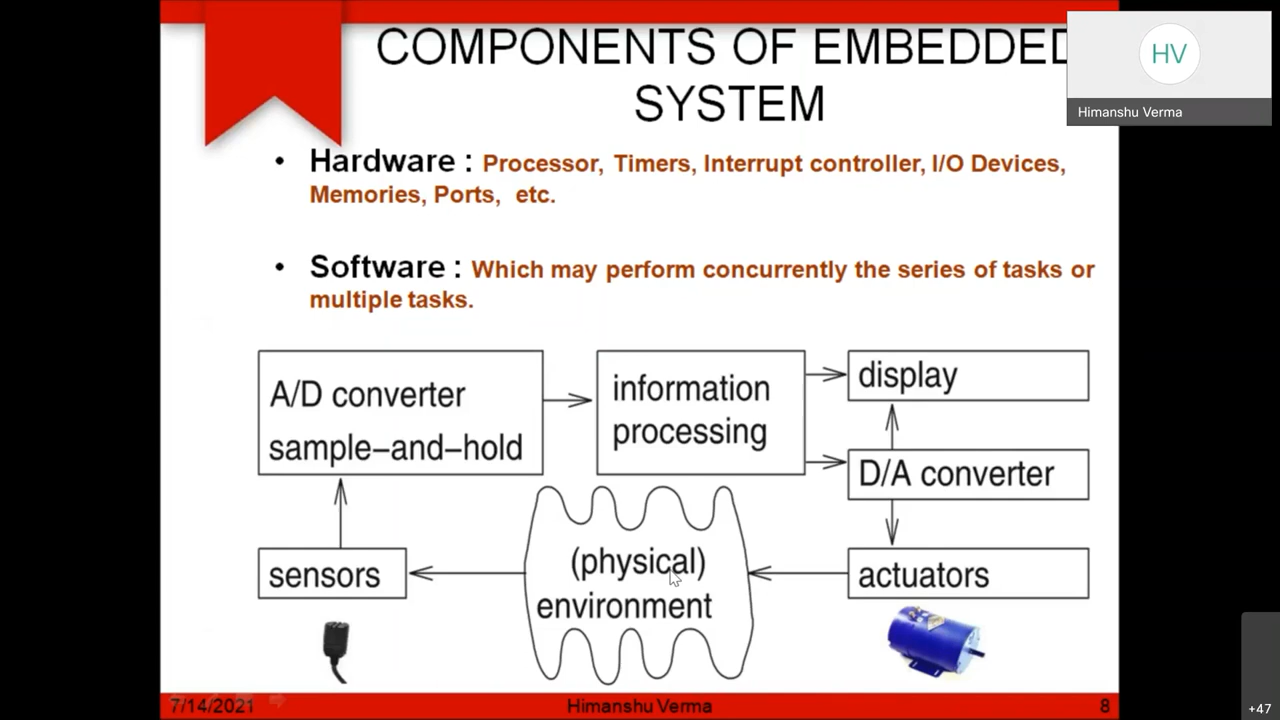 COMPONENTS OF EMBEDDED
SYSTEM
HV
Himanshu Verma
• Hardware : Processor, Timers, Interrupt controller, I/O Devices,
Memories, Ports, etc.
• Software : Which may perform concurrently the series of tasks or
multiple tasks.
A/D converter
sample-and-hold
information
processing
display
D/A converter
sensors
(physical)
environment
actuators
7/14/2021
Himanshu Verma
8
+47